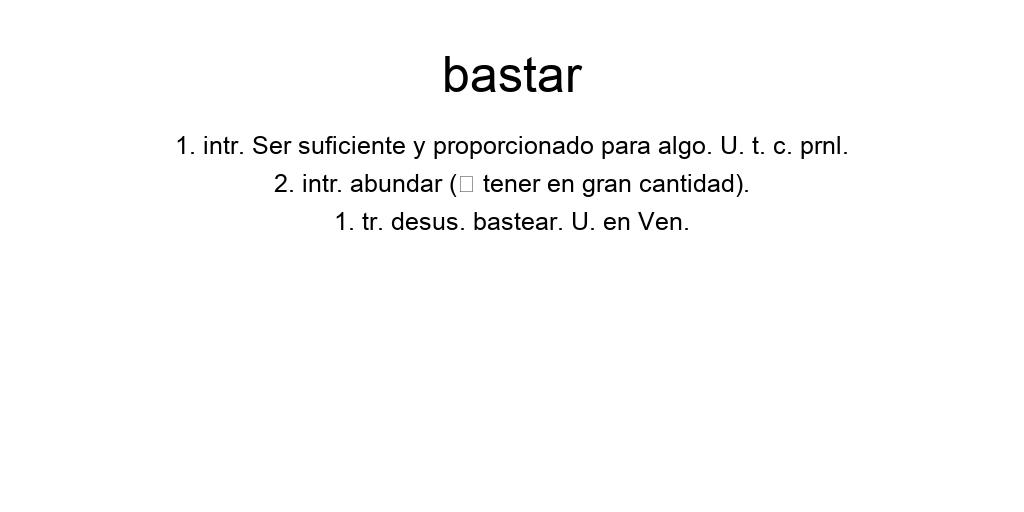 bastar
1. intr. Ser suficiente y proporcionado para algo. U. t. c. prnl.
2. intr. abundar (□ tener en gran cantidad).
1. tr. desus. bastear. U. en Ven.